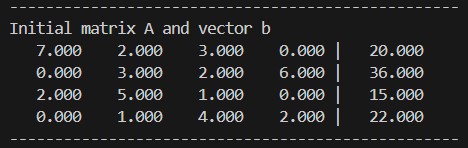 ------------------------------------------------
Initial matrix A and vector b
7.000 2.000 3.000 0.000 | 20.000
0.000 3.000 2.000 6.000 | 36.000
2.000 5.000 1.000 0.000 | 15.000
0.000 1.000 4.000 2.000 | 22.000
------------------------------------------------